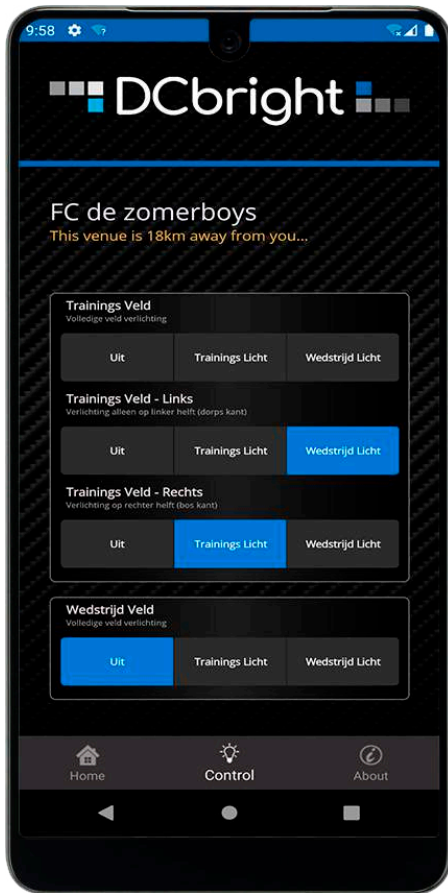 9:58
DCbright
FC de zomerboys
This venue is 18km away from you...
Trainings Veld
Volledige veld verlichting
Uit Trainings Licht Wedstrijd Licht
Trainings Veld - Links
Verlichting alleen op linker helft (dorps kant)
Uit Trainings Licht Wedstrijd Licht
Trainings Veld - Rechts
Verlichting op rechter helft (bos kant)
Uit Trainings Licht Wedstrijd Licht
Wedstrijd Veld
Volledige veld verlichting
Uit Trainings Licht Wedstrijd Licht
Home Control About